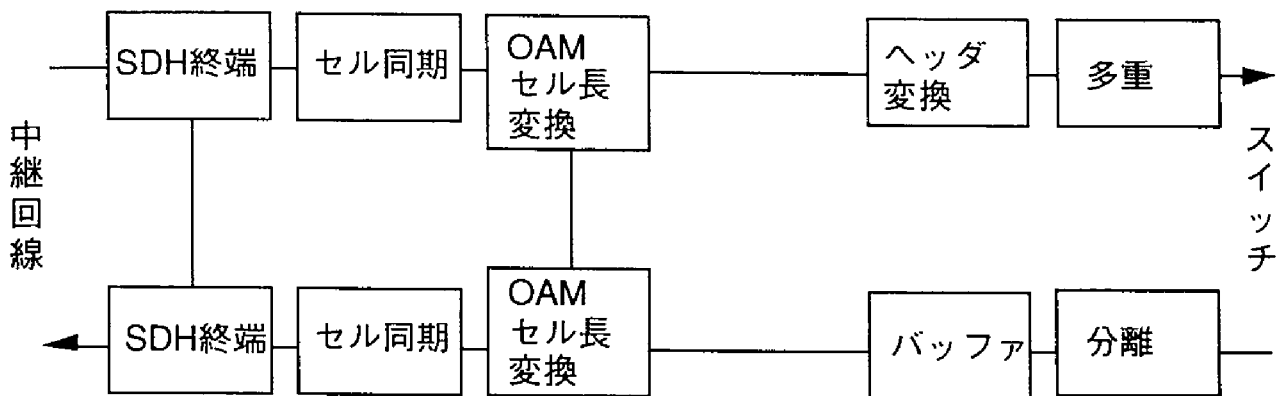 SDH終端
セル同期
OAM
セル長
変換
ヘッダ
変換
多重
中継回線
スイッチ
SDH終端
セル同期
OAM
セル長
変換
バッファ
分離